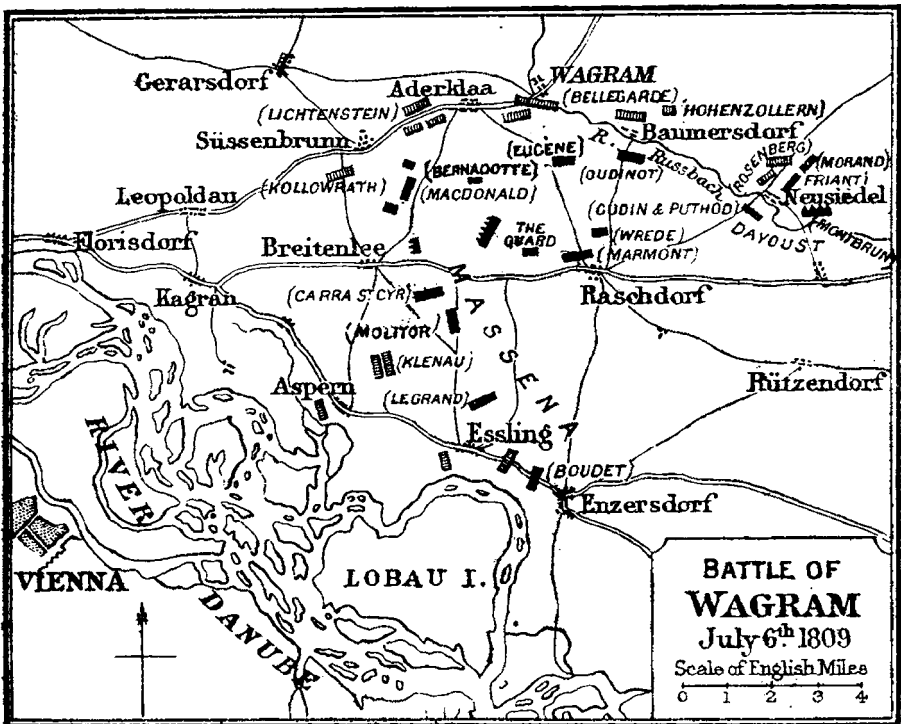 Gerarsdorf
WAGRAM
Aderklaa
(BELLEGARDE)
(LICHTENSTEIN)
(HOHENZOLLERN)
Süssenbrunn
Baumersdorf
R. Russbach
(EUGENE)
(ROSENBERG)
(MORAND)
(BERNADOTTE)
(OUDINOT)
FRIANT)
(KOLLOWRATH)
(MACDONALD)
Leopoldau
Neusiedel
(GUDIN & PUTHOD)
THE
GUARD
(WREDE)
DAVOUST
MONTBRUN
Florisdorf
Breitenlee
(MARMONT)
Kagran
Raschdorf
(CARRA ST CYR)
MASSENA
(MOLITOR)
(KLENAU)
Aspern
(LEGRAND)
Rützendorf
Essling
(BOUDET)
Enzersdorf
RIVER
DANUBE
VIENNA
LOBAU I.
BATTLE OF
WAGRAM
July 6th. 1809
Scale of English Miles
0 1 2 3 4